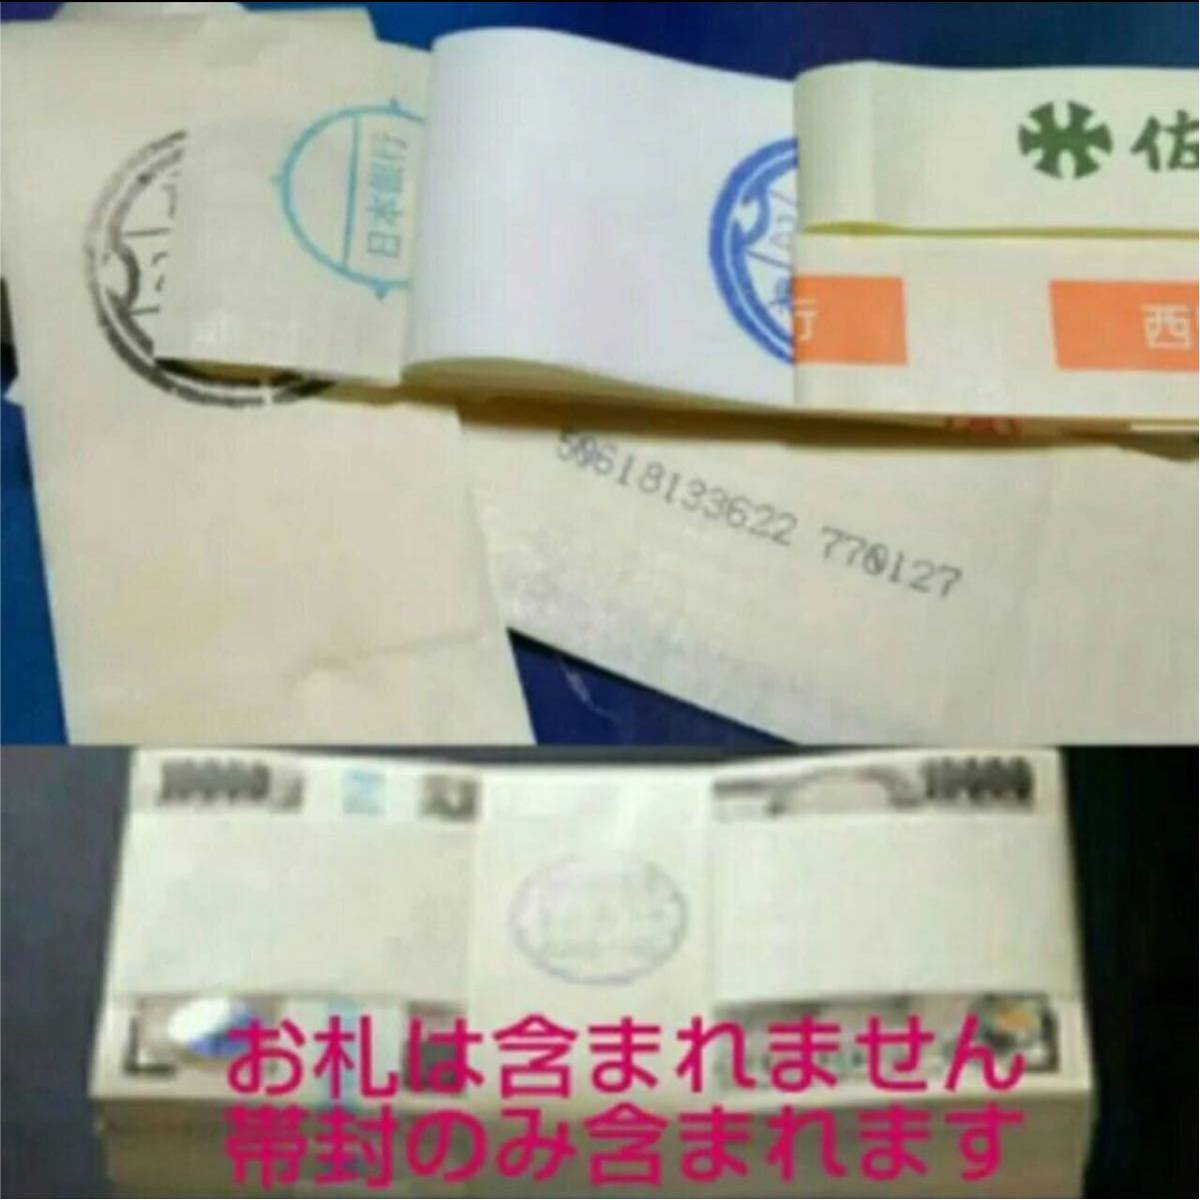 日本銀行
佐
行
西
50618133622 770127
10000
10000
お札は含まれません
帯封のみ含まれます